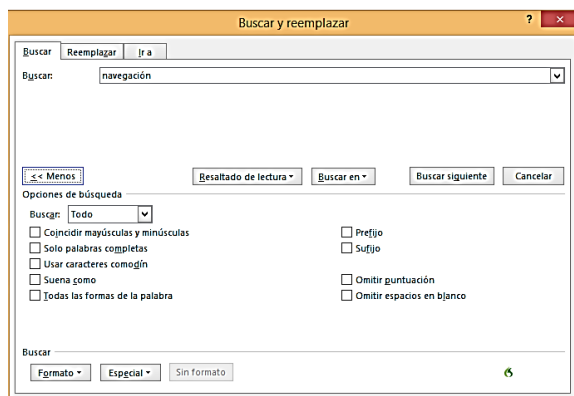 Buscar y reemplazar
? ×
Buscar Reemplazar Ir a
Buscar: navegación
<< Menos Resaltado de lectura Buscar en Buscar siguiente Cancelar
Opciones de búsqueda
Buscar: Todo
Coincidir mayúsculas y minúsculas Prefijo
Solo palabras completas Sufijo
Usar caracteres comodín
Suena como Omitir puntuación
Todas las formas de la palabra Omitir espacios en blanco
Buscar
Formato Especial Sin formato